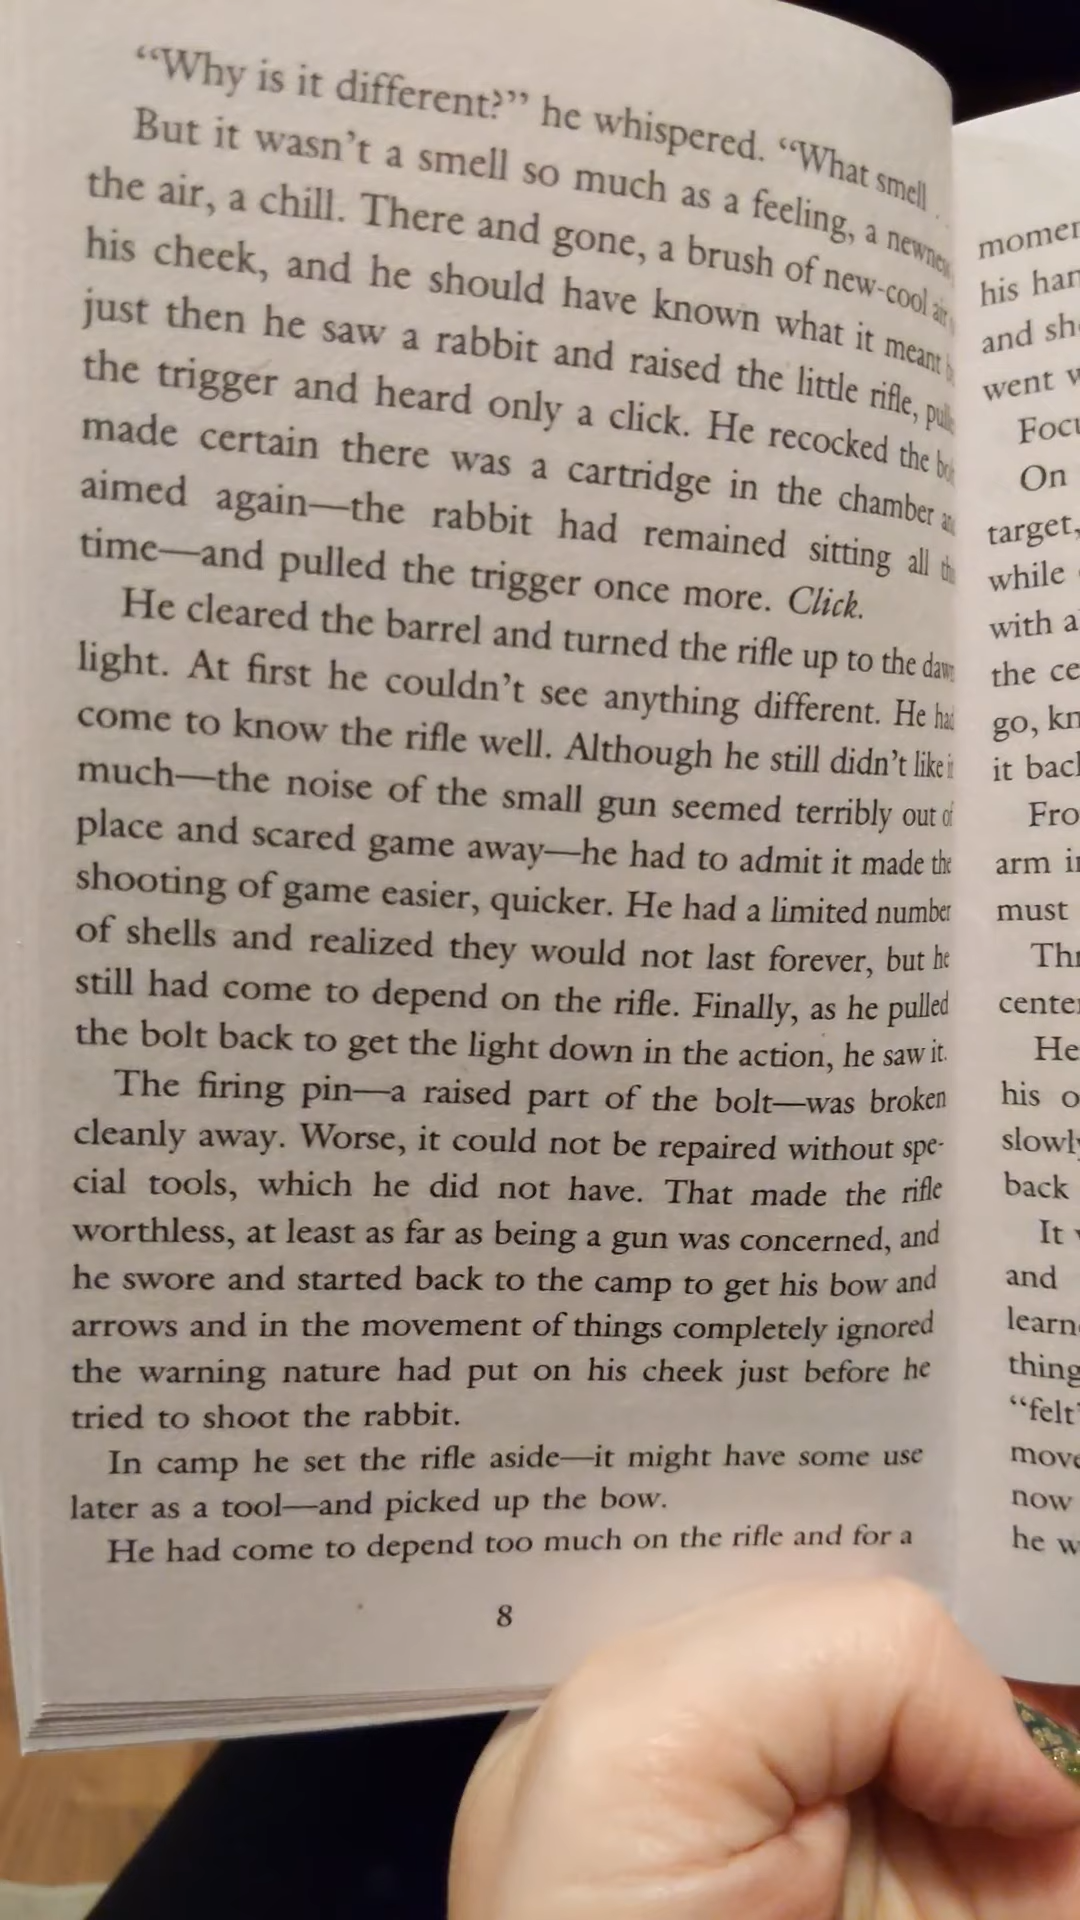 “Why is it different?” he whispered. “What smell
But it wasn’t a smell so much as a feeling, a
the air, a chill. There and gone, a brush of new-cool air
his cheek, and he should have known what it meant
just then he saw a rabbit and raised the little rifle,
the trigger and heard only a click. He recocked the
made certain there was a cartridge in the chamber
aimed again—the rabbit had remained sitting all
time—and pulled the trigger once more. Click.
He cleared the barrel and turned the rifle up to the
light. At first he couldn’t see anything different. He had
come to know the rifle well. Although he still didn’t like
much—the noise of the small gun seemed terribly out of
place and scared game away—he had to admit it made the
shooting of game easier, quicker. He had a limited number
of shells and realized they would not last forever, but he
still had come to depend on the rifle. Finally, as he pulled
the bolt back to get the light down in the action, he saw it.
The firing pin—a raised part of the bolt—was broken
cleanly away. Worse, it could not be repaired without spe-
cial tools, which he did not have. That made the rifle
worthless, at least as far as being a gun was concerned, and
he swore and started back to the camp to get his bow and
arrows and in the movement of things completely ignored
the warning nature had put on his cheek just before he
tried to shoot the rabbit.
In camp he set the rifle aside—it might have some use
later as a tool—and picked up the bow.
He had come to depend too much on the rifle and for a
8
his
and
went
On
target,
while
with a
the
go,
it
arm
must
He
his
back
It
and
“felt”
now
he